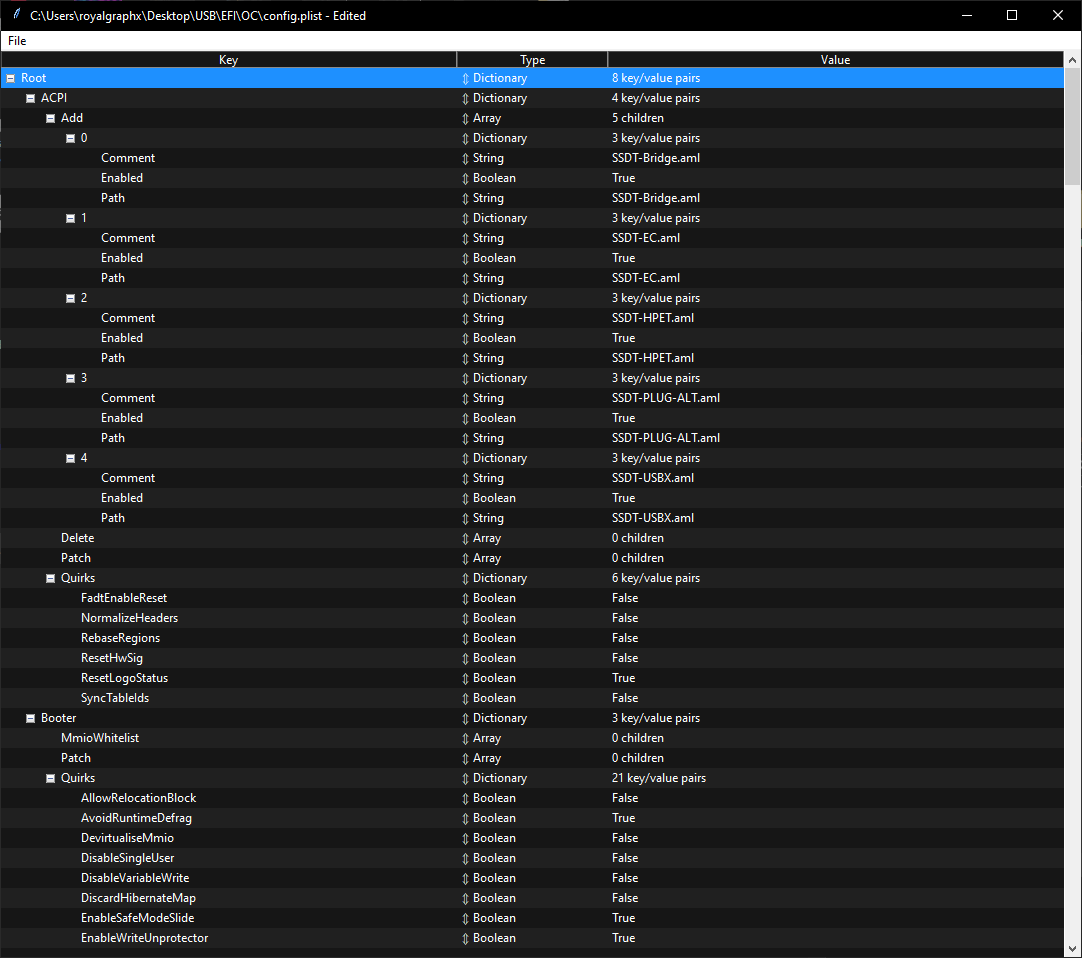 C:\Users\royalgraphx\Desktop\USB\EFI\OC\config.plist - Edited
File
Key Type Value
Root Dictionary 8 key/value pairs
ACPI Dictionary 4 key/value pairs
Add Array 5 children
0 Dictionary 3 key/value pairs
Comment String SSDT-Bridge.aml
Enabled Boolean True
Path String SSDT-Bridge.aml
1 Dictionary 3 key/value pairs
Comment String SSDT-EC.aml
Enabled Boolean True
Path String SSDT-EC.aml
2 Dictionary 3 key/value pairs
Comment String SSDT-HPET.aml
Enabled Boolean True
Path String SSDT-HPET.aml
3 Dictionary 3 key/value pairs
Comment String SSDT-PLUG-ALT.aml
Enabled Boolean True
Path String SSDT-PLUG-ALT.aml
4 Dictionary 3 key/value pairs
Comment String SSDT-USBX.aml
Enabled Boolean True
Path String SSDT-USBX.aml
Delete Array 0 children
Patch Array 0 children
Quirks Dictionary 6 key/value pairs
FadtEnableReset Boolean False
NormalizeHeaders Boolean False
RebaseRegions Boolean False
ResetHwSig Boolean False
ResetLogoStatus Boolean True
SyncTableIds Boolean False
Booter Dictionary 3 key/value pairs
MmioWhitelist Array 0 children
Patch Array 0 children
Quirks Dictionary 21 key/value pairs
AllowRelocationBlock Boolean False
AvoidRuntimeDefrag Boolean True
DevirtualiseMmio Boolean False
DisableSingleUser Boolean False
DisableVariableWrite Boolean False
DiscardHibernateMap Boolean False
EnableSafeModeSlide Boolean True
EnableWriteUnprotector Boolean True